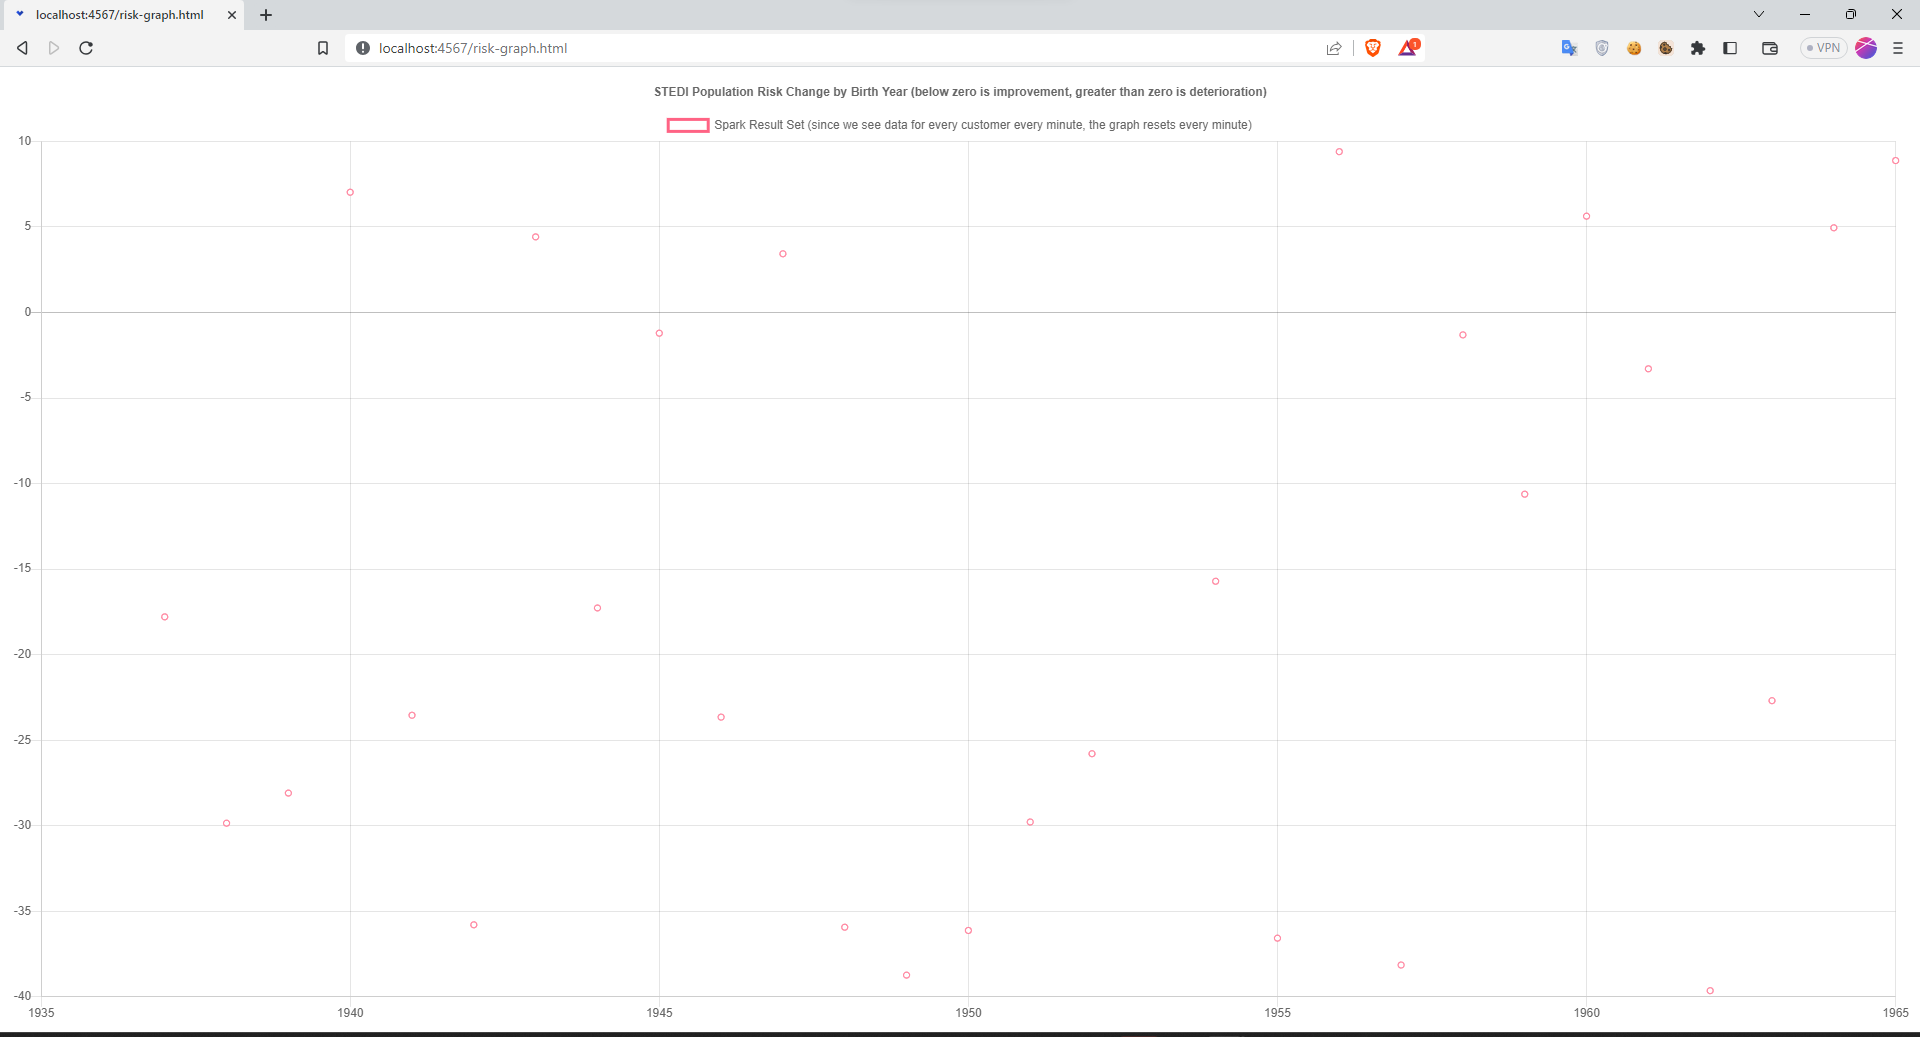 localhost:4567/risk-graph.html
localhost:4567/risk-graph.html
1
VPN
STEDI Population Risk Change by Birth Year (below zero is improvement, greater than zero is deterioration)
Spark Result Set (since we see data for every customer every minute, the graph resets every minute)
10
5
0
-5
-10
-15
-20
-25
-30
-35
-40
1935 1940 1945 1950 1955 1960 1965